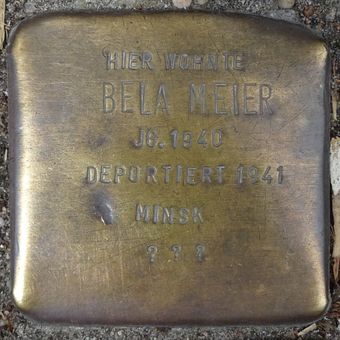 HIER WOHNTE
BELA MEIER
JG. 1940
DEPORTIERT 1941
MINSK
? ? ?